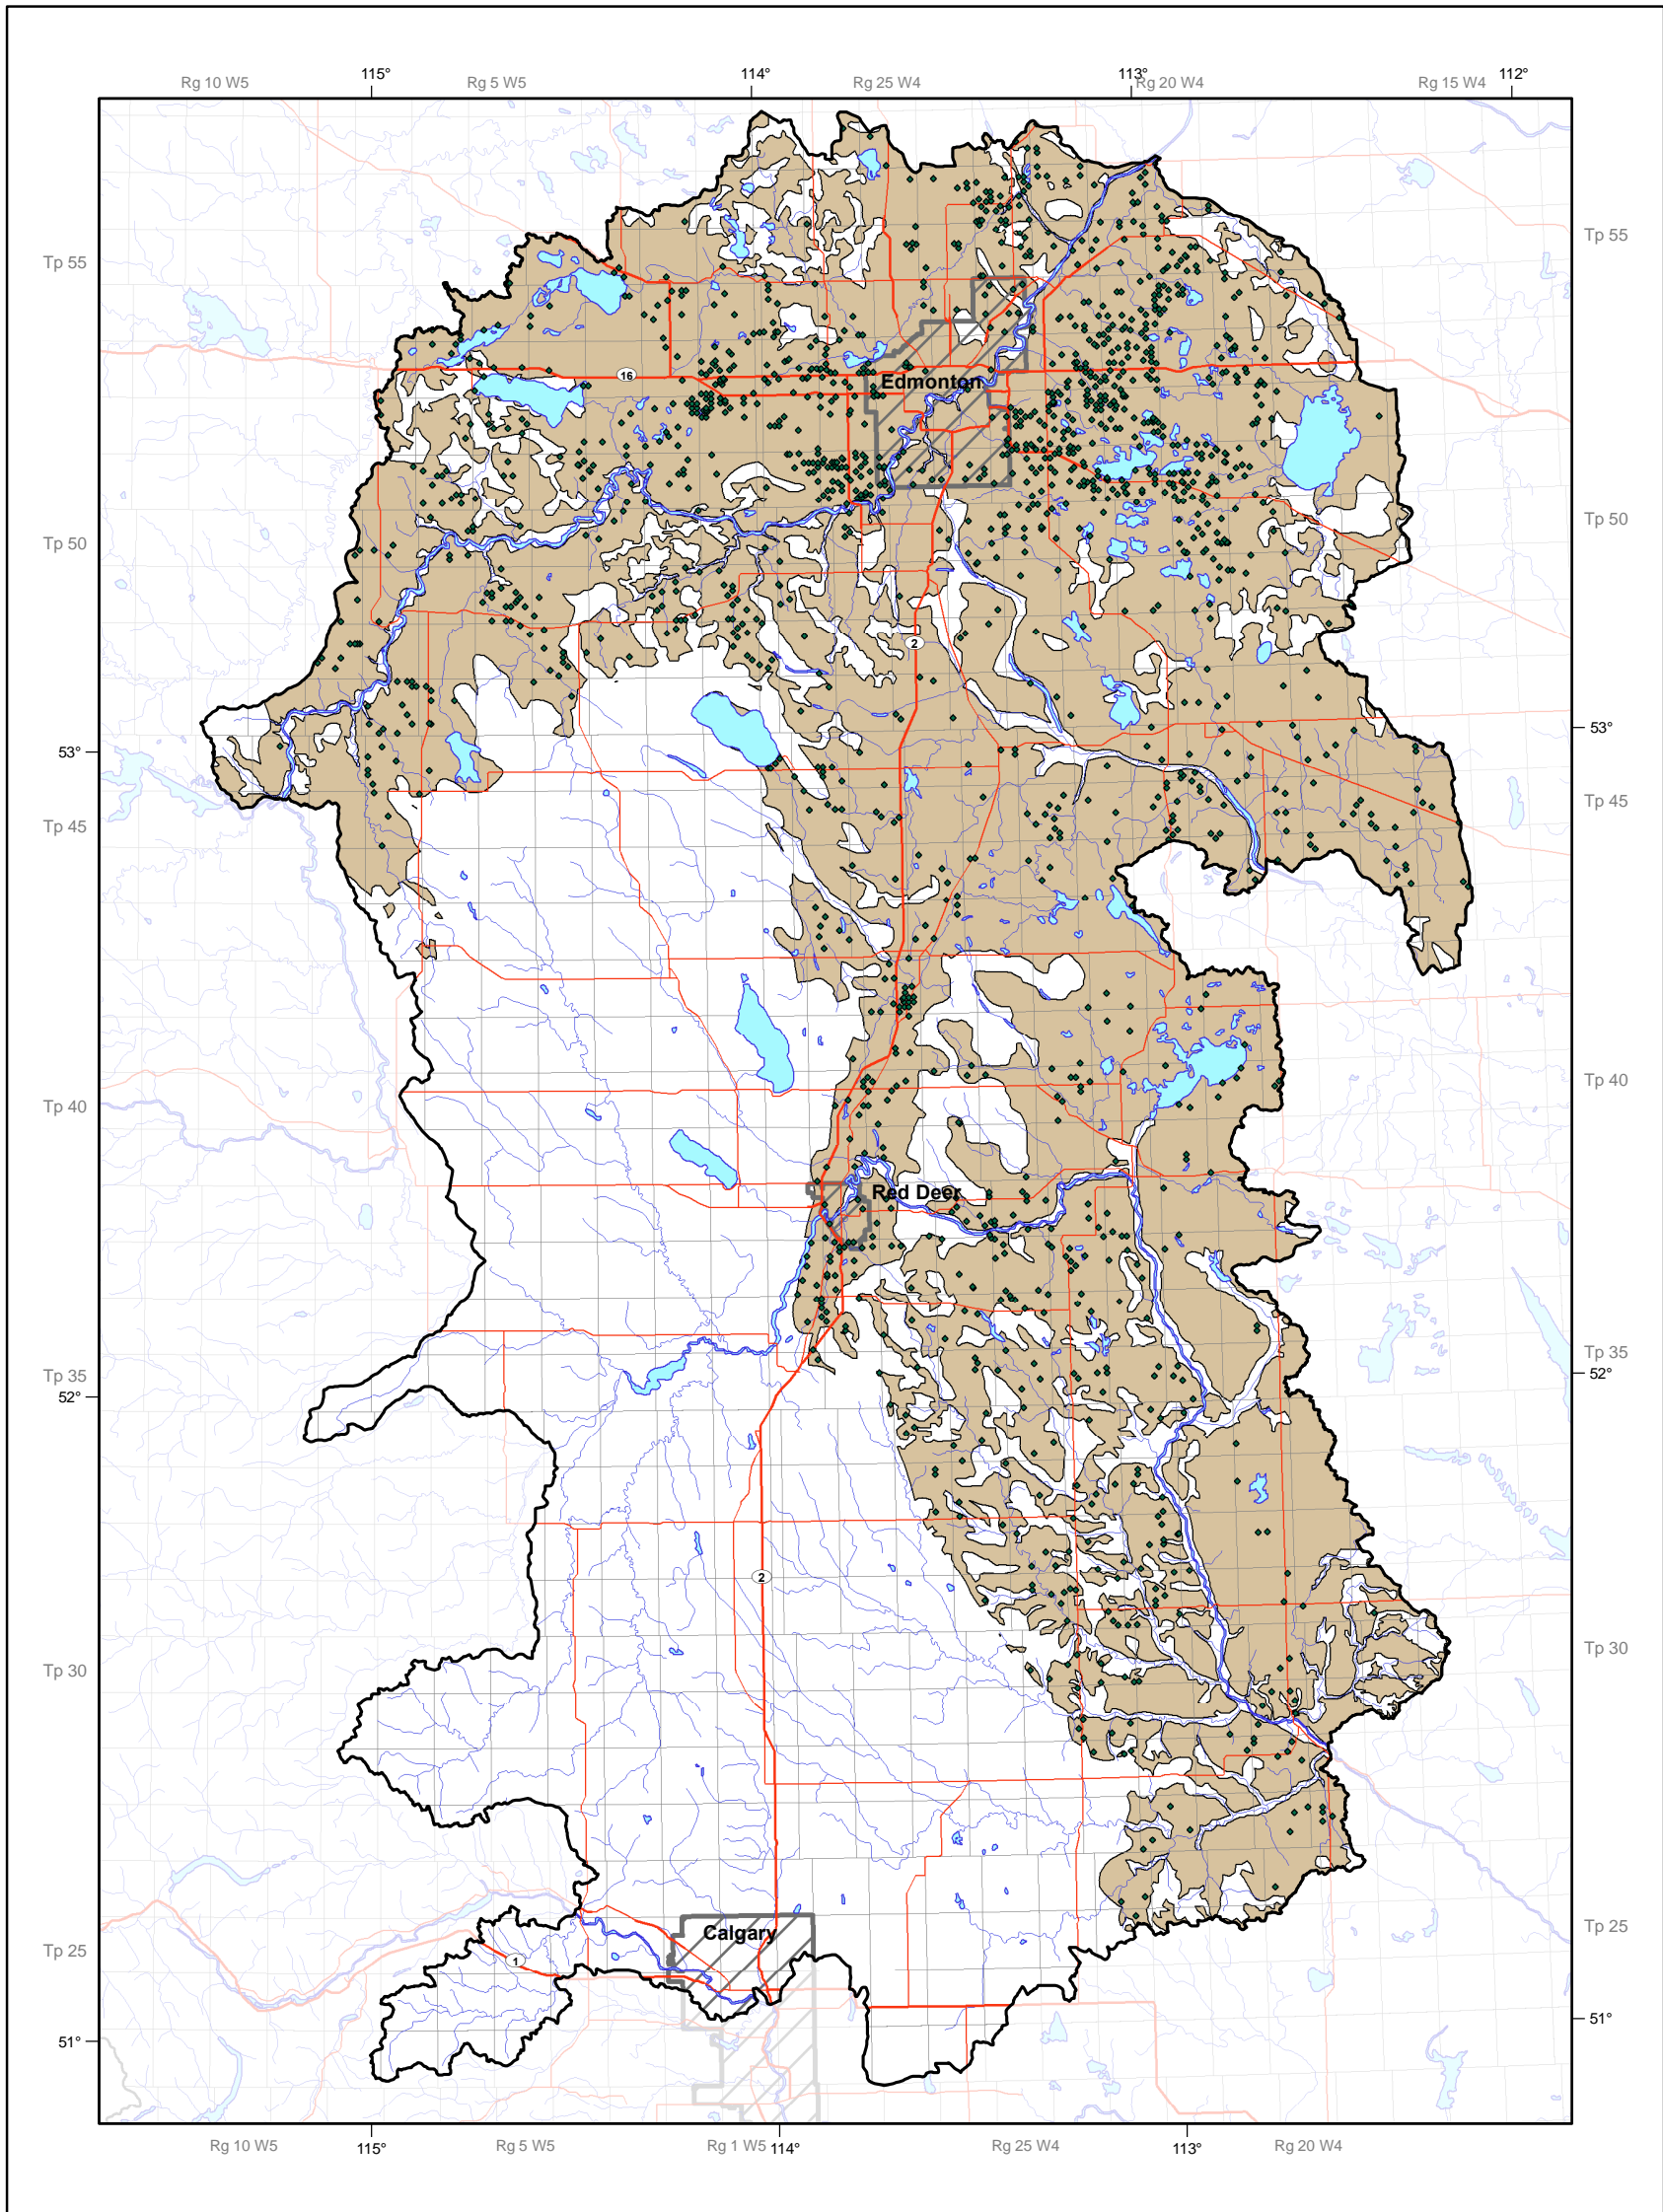 115° 114° 113° 112°
Rg 10 W5 Rg 5 W5 Rg 25 W4 Rg 20 W4 Rg 15 W4
Tp 55 Tp 55
16
Edmonton
Tp 50 Tp 50
2
53° 53°
Tp 45 Tp 45
Tp 40 Tp 40
Red Deer
Tp 35 Tp 35
52° 52°
2
Tp 30 Tp 30
Calgary
Tp 25 Tp 25
1
51° 51°
Rg 10 W5 115° Rg 5 W5 Rg 1 W5 114° Rg 25 W4 113° Rg 20 W4